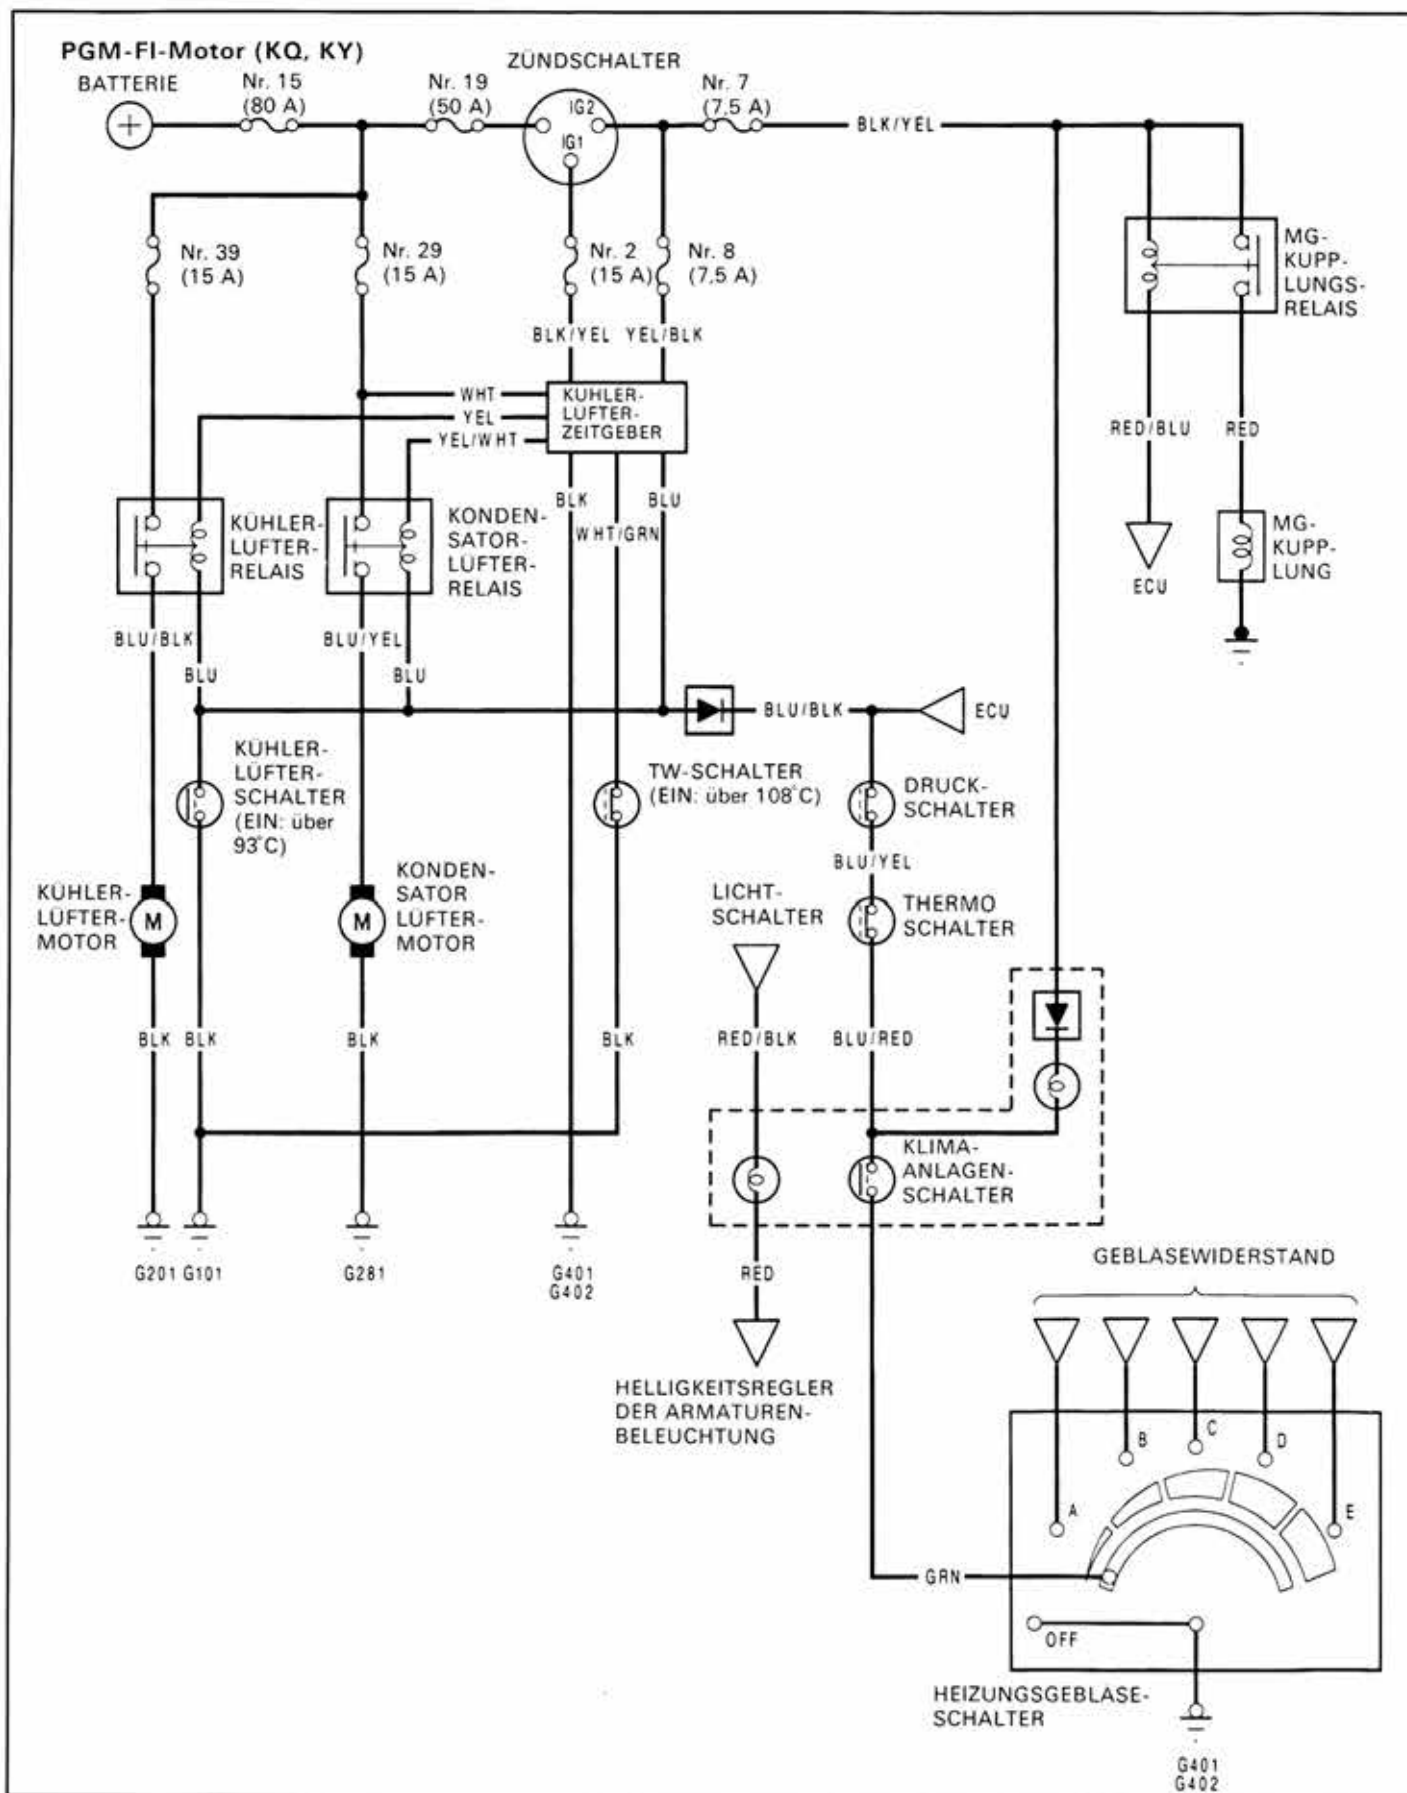 PGM-FI-Motor (KQ, KY)
BATTERIE
Nr. 15
(80 A)
Nr. 19
(50 A)
ZÜNDSCHALTER
IG2
IG1
Nr. 7
(7,5 A)
BLK/YEL
Nr. 39
(15 A)
Nr. 29
(15 A)
Nr. 2
(15 A)
Nr. 8
(7,5 A)
MG-
KUPP-
LUNGS-
RELAIS
BLK/YEL
YEL/BLK
WHT
YEL
YEL/WHT
KÜHLER-
LÜFTER-
ZEITGEBER
RED/BLU
RED
BLK
BLU
WHT/GRN
KÜHLER-
LÜFTER-
RELAIS
KONDEN-
SATOR-
LÜFTER-
RELAIS
MG-
KUPP-
LUNG
ECU
BLU/BLK
BLU
BLU/YEL
BLU
BLU/BLK
ECU
KÜHLER-
LÜFTER-
SCHALTER
(EIN: über
93°C)
TW-SCHALTER
(EIN: über 108°C)
DRUCK-
SCHALTER
BLU/YEL
KÜHLER-
LÜFTER-
MOTOR
M
KONDEN-
SATOR
LÜFTER-
MOTOR
M
LICHT-
SCHALTER
THERMO
SCHALTER
BLK
BLK
BLK
BLK
RED/BLK
BLU/RED
KLIMA-
ANLAGEN-
SCHALTER
G201
G101
G281
G401
G402
RED
GEBLÄSEWIDERSTAND
HELLIGKEITSREGLER
DER ARMATUREN-
BELEUCHTUNG
A
B
C
D
E
GRN
OFF
HEIZUNGSGEBLÄSE-
SCHALTER
G401
G402